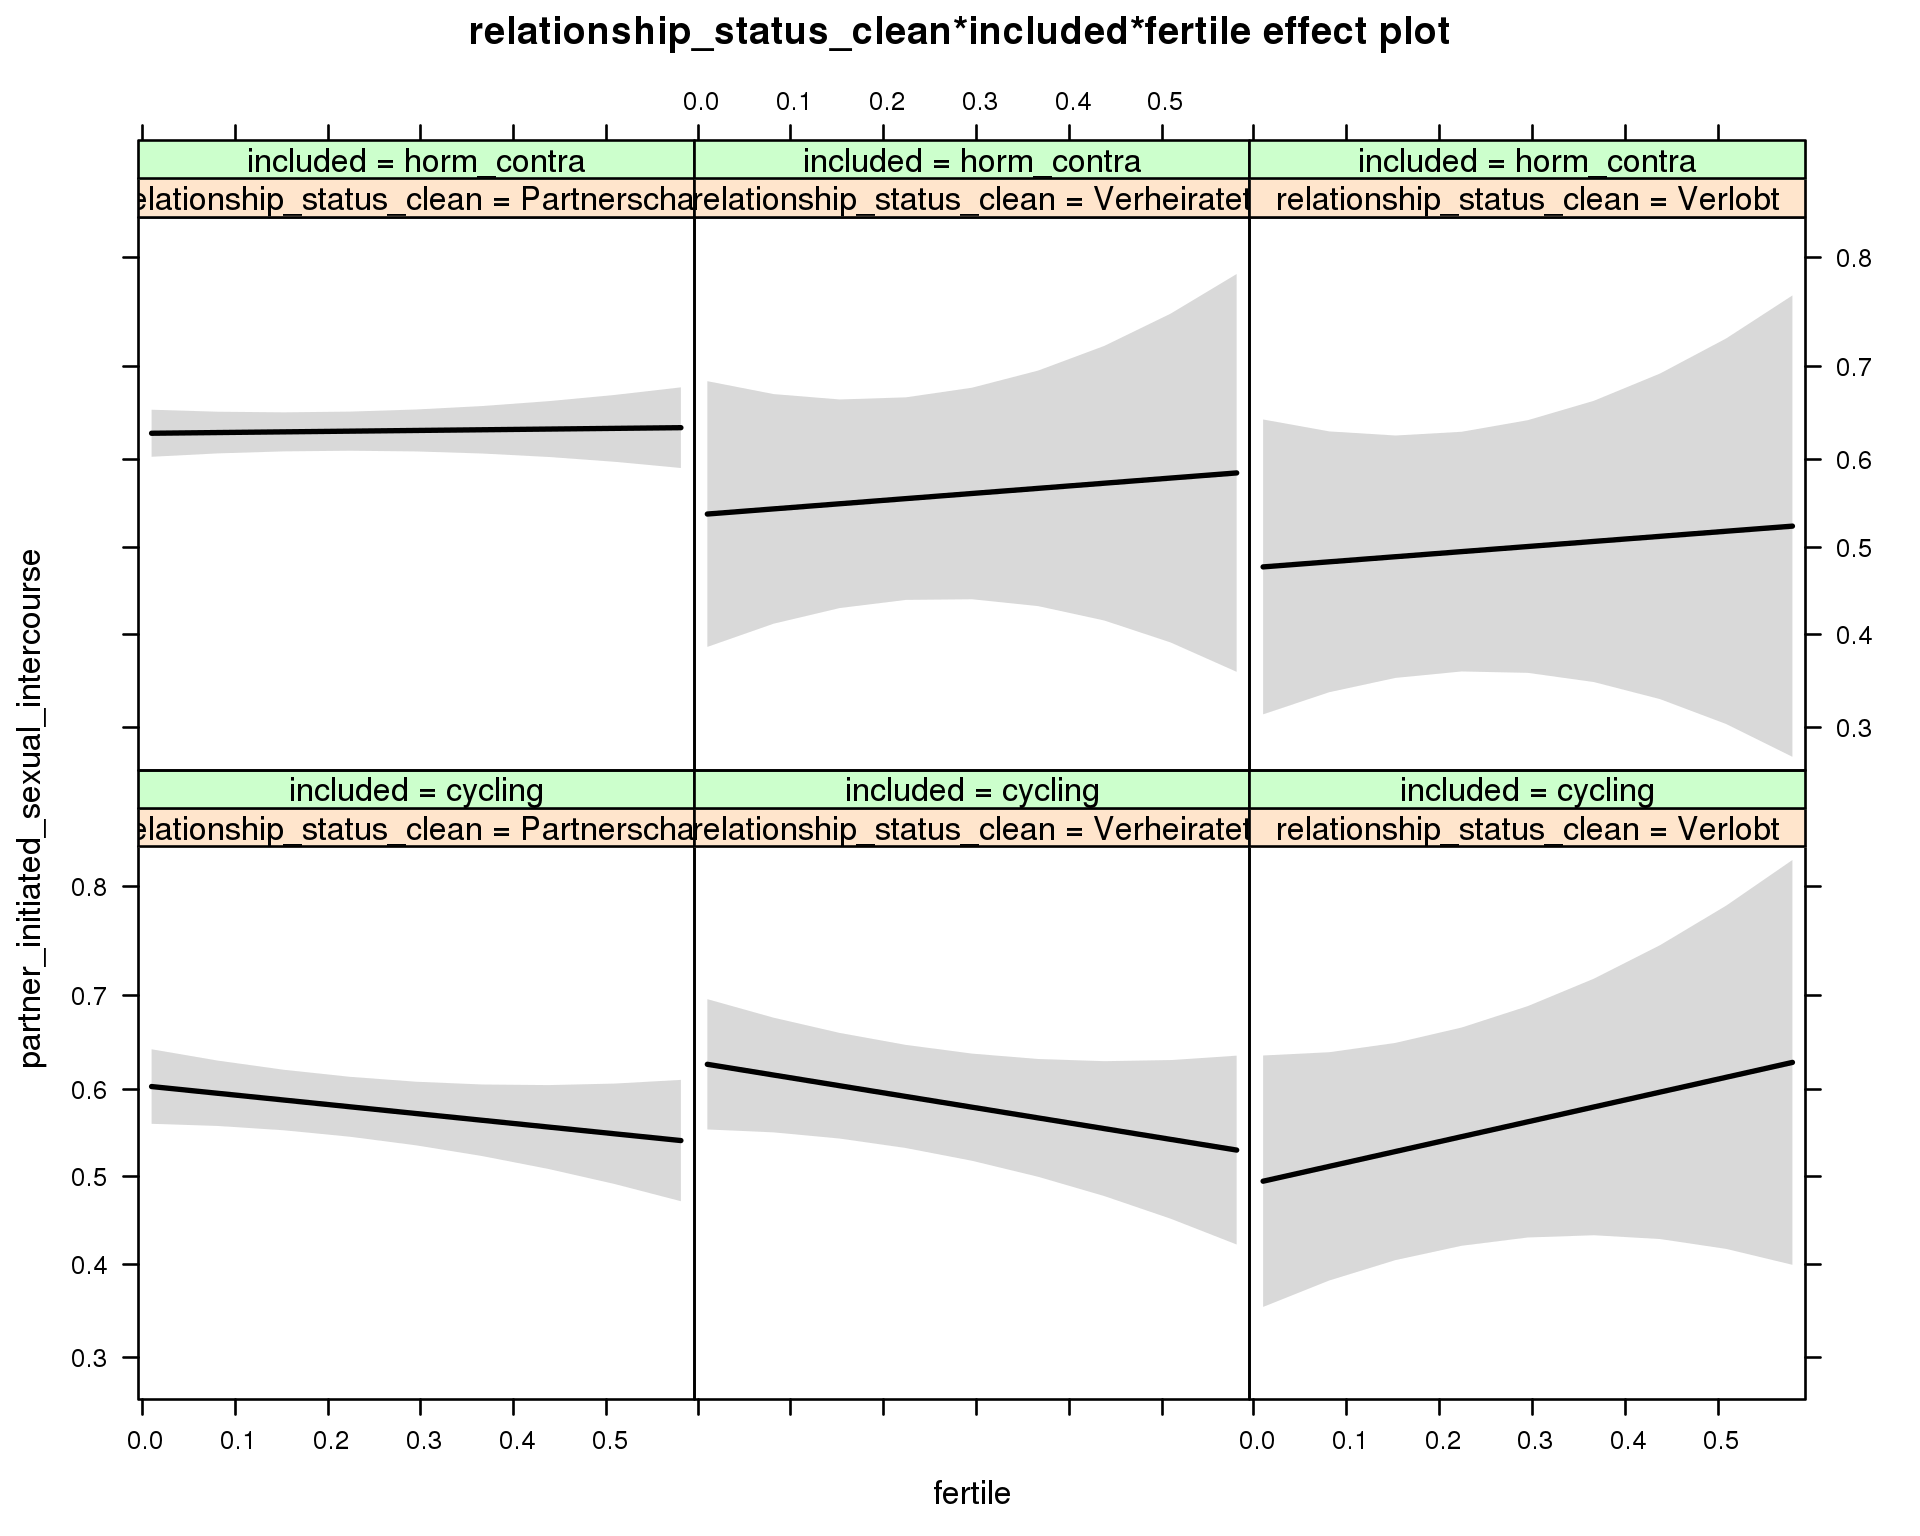 relationship_status_clean*included*fertile effect plot
0.0 0.1 0.2 0.3 0.4 0.5
included = horm_contra included = horm_contra included = horm_contra
elationship_status_clean = Partnerscha relationship_status_clean = Verheiratet relationship_status_clean = Verlobt
0.8
0.7
0.6
0.5
0.4
0.3
partner_initiated_sexual_intercourse
included = cycling included = cycling included = cycling
elationship_status_clean = Partnerscha relationship_status_clean = Verheiratet relationship_status_clean = Verlobt
0.8
0.7
0.6
0.5
0.4
0.3
0.0 0.1 0.2 0.3 0.4 0.5 0.0 0.1 0.2 0.3 0.4 0.5
fertile